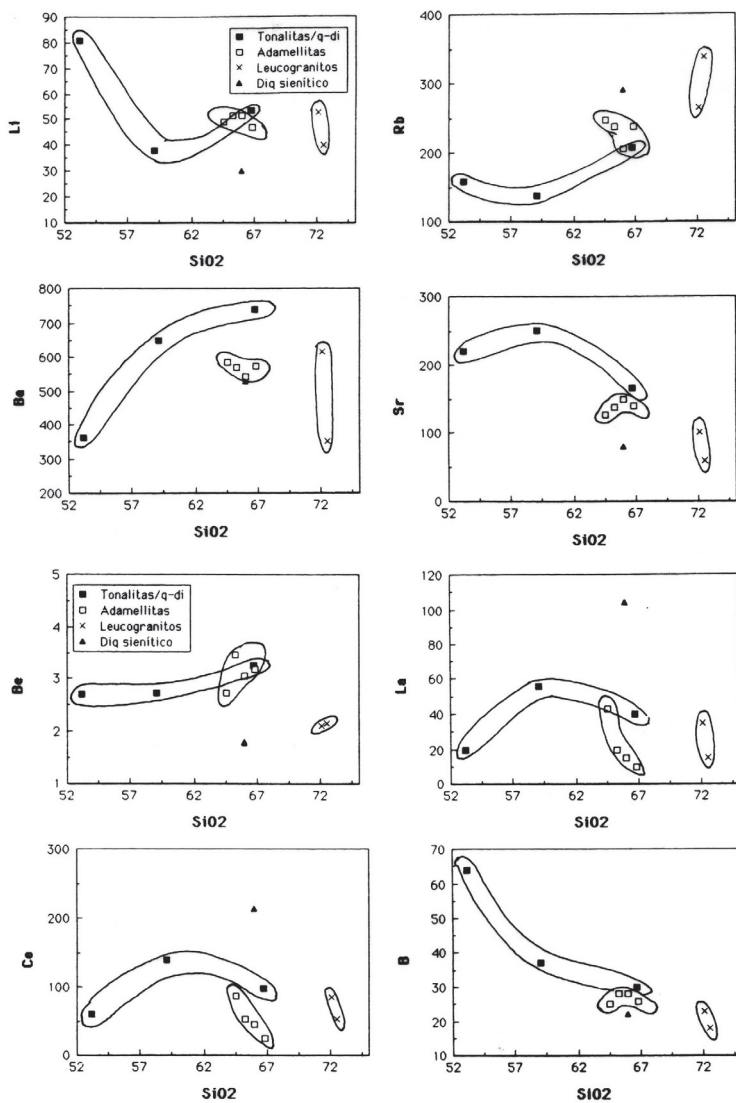 Li
90
80
70
60
50
40
30
20
10
52 57 62 67 72
SiO2
■ Tonalitas/q-di
□ Adamellitas
× Leucogranitos
▲ Diq sienítico
Rb
400
300
200
100
52 57 62 67 72
SiO2
Ba
800
700
600
500
400
300
200
52 57 62 67 72
SiO2
Sr
300
200
100
0
52 57 62 67 72
SiO2
Be
5
4
3
2
1
52 57 62 67 72
SiO2
■ Tonalitas/q-di
□ Adamellitas
× Leucogranitos
▲ Diq sienítico
La
120
100
80
60
40
20
0
52 57 62 67 72
SiO2
Ce
300
200
100
0
52 57 62 67 72
SiO2
B
70
60
50
40
30
20
10
52 57 62 67 72
SiO2